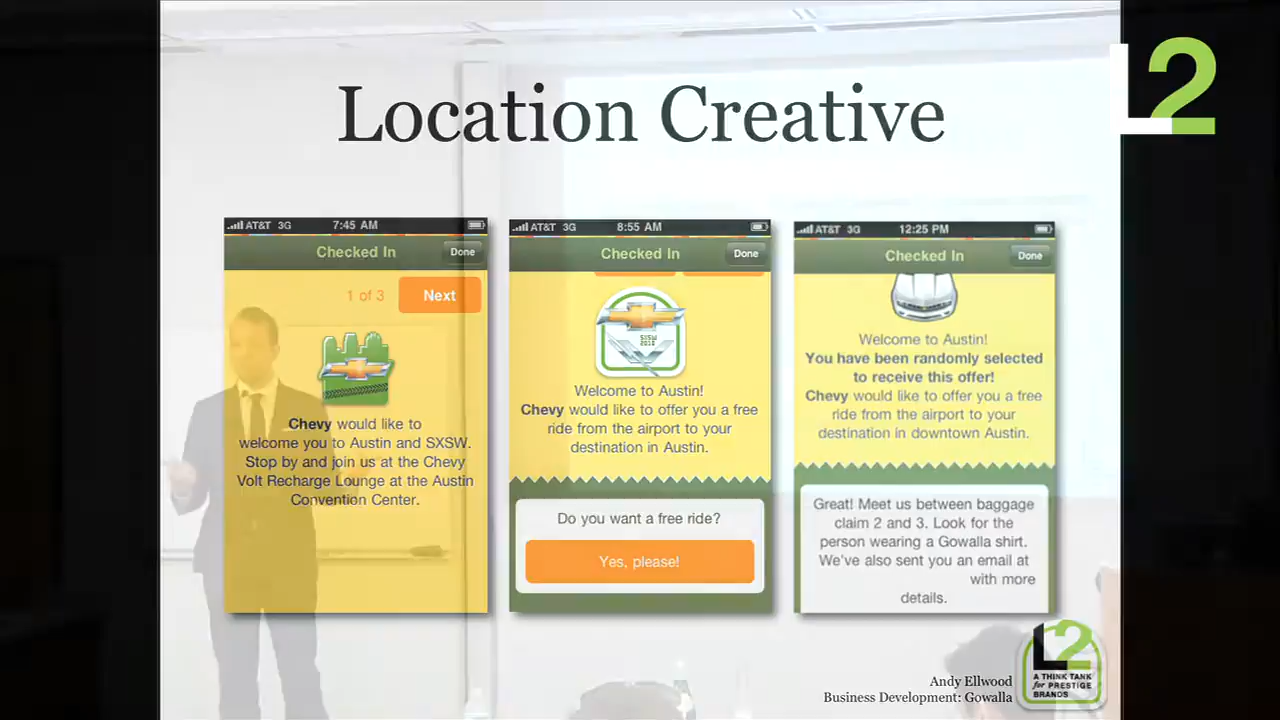 L2
Location Creative
AT&T 3G 7:45 AM
Checked In Done
1 of 3 Next
Chevy would like to
welcome you to Austin and SXSW.
Stop by and join us at the Chevy
Volt Recharge Lounge at the Austin
Convention Center.
AT&T 3G 8:55 AM
Checked In Done
SXSW
2010
Welcome to Austin!
Chevy would like to offer you a free
ride from the airport to your
destination in Austin.
Do you want a free ride?
Yes, please!
AT&T 3G 12:25 PM
Checked In Done
Welcome to Austin!
You have been randomly selected
to receive this offer!
Chevy would like to offer you a free
ride from the airport to your
destination in downtown Austin.
Great! Meet us between baggage
claim 2 and 3. Look for the
person wearing a Gowalla shirt.
We've also sent you an email at
with more
details.
Andy Ellwood
Business Development: Gowalla
L2
A THINK TANK
for PRESTIGE
BRANDS